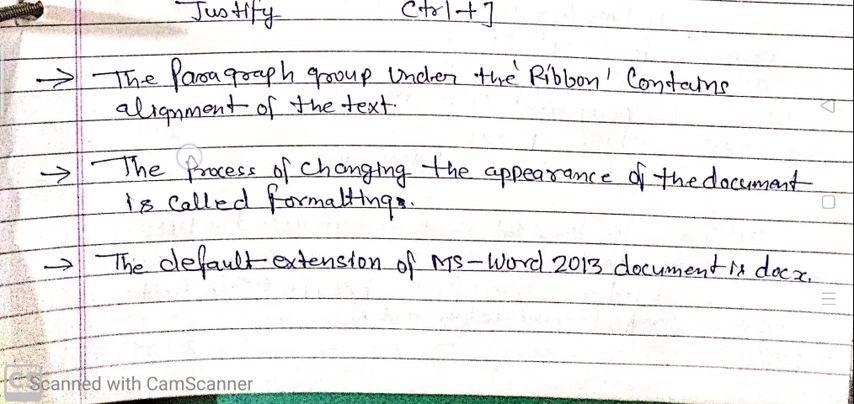 Justify Ctrl+J
→ The Paragraph group Under the 'Ribbon' Contains
alignment of the text
→ The Process of Changing the appearance of the document
is called formatting.
→ The default extension of MS-Word 2013 document is docx.
CS Scanned with CamScanner